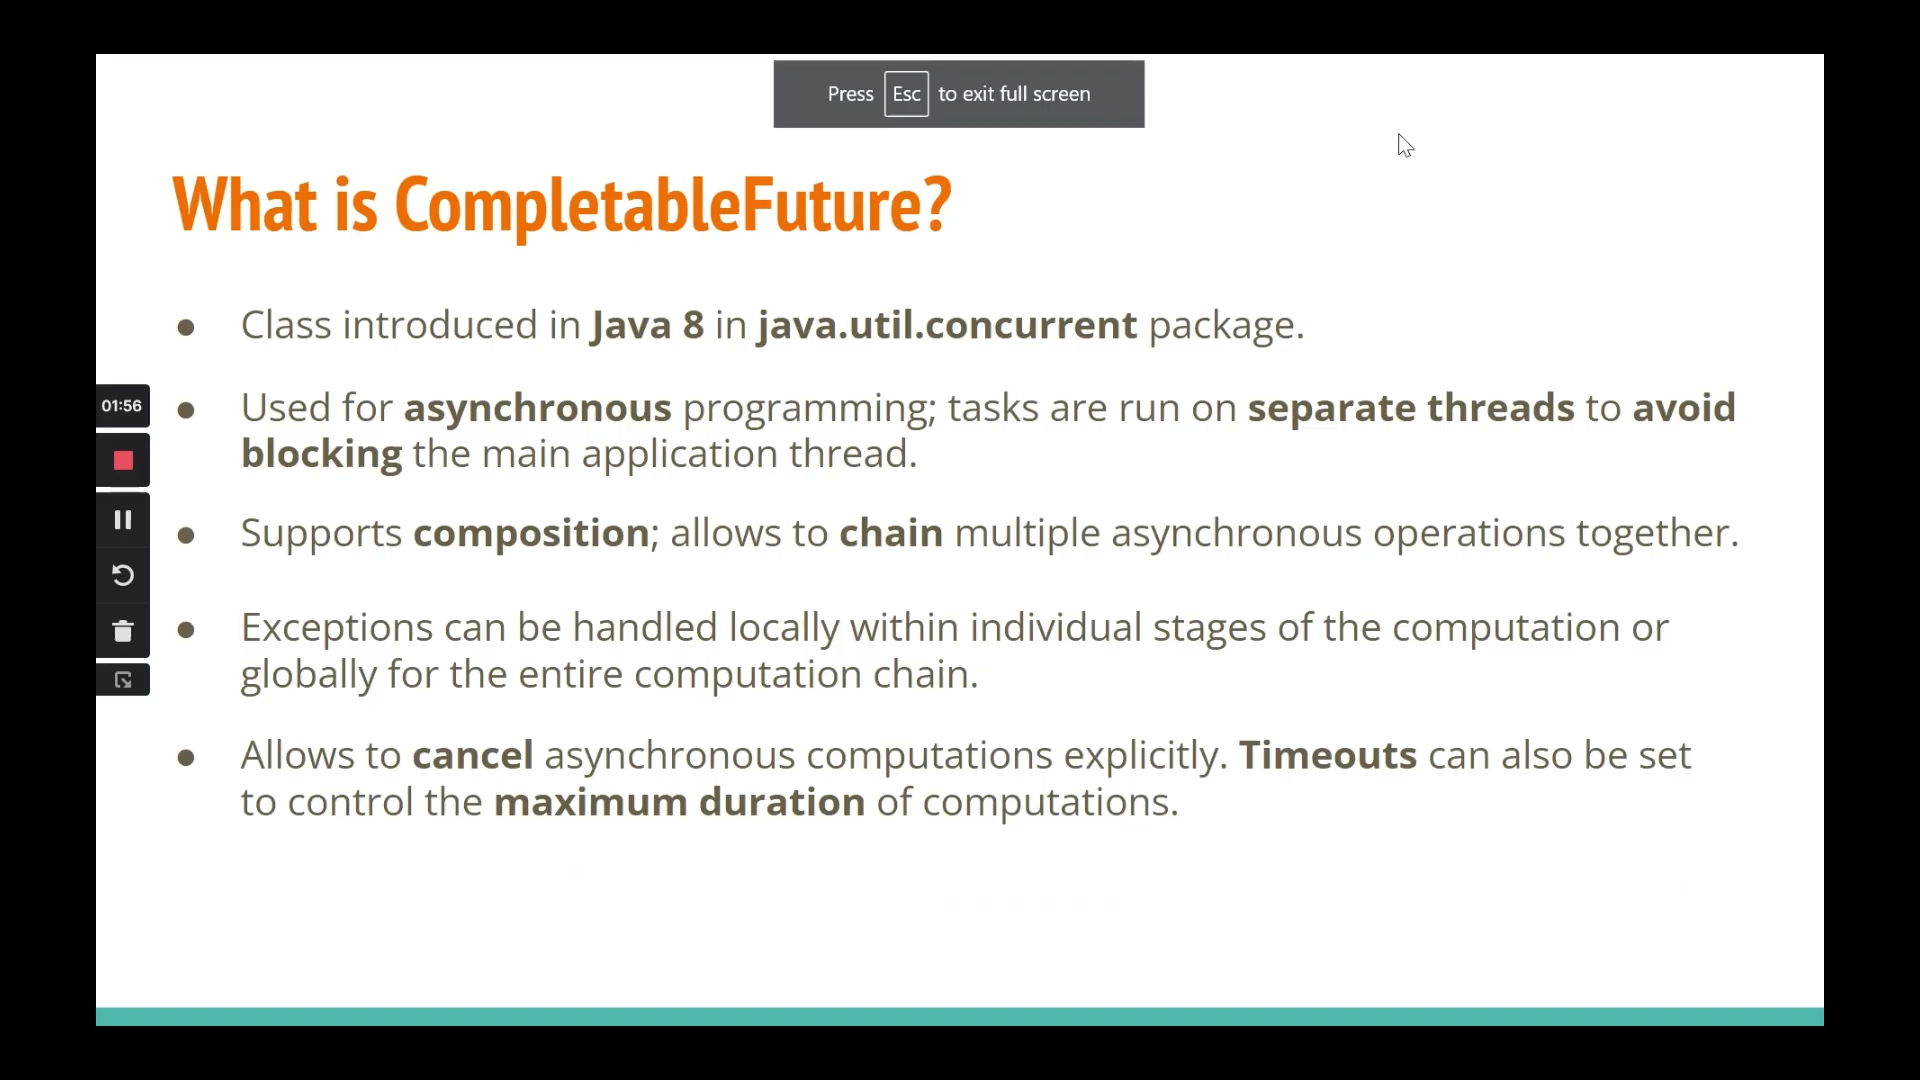 Press Esc to exit full screen
What is CompletableFuture?
● Class introduced in Java 8 in java.util.concurrent package.
● Used for asynchronous programming; tasks are run on separate threads to avoid
blocking the main application thread.
● Supports composition; allows to chain multiple asynchronous operations together.
● Exceptions can be handled locally within individual stages of the computation or
globally for the entire computation chain.
● Allows to cancel asynchronous computations explicitly. Timeouts can also be set
to control the maximum duration of computations.
01:56